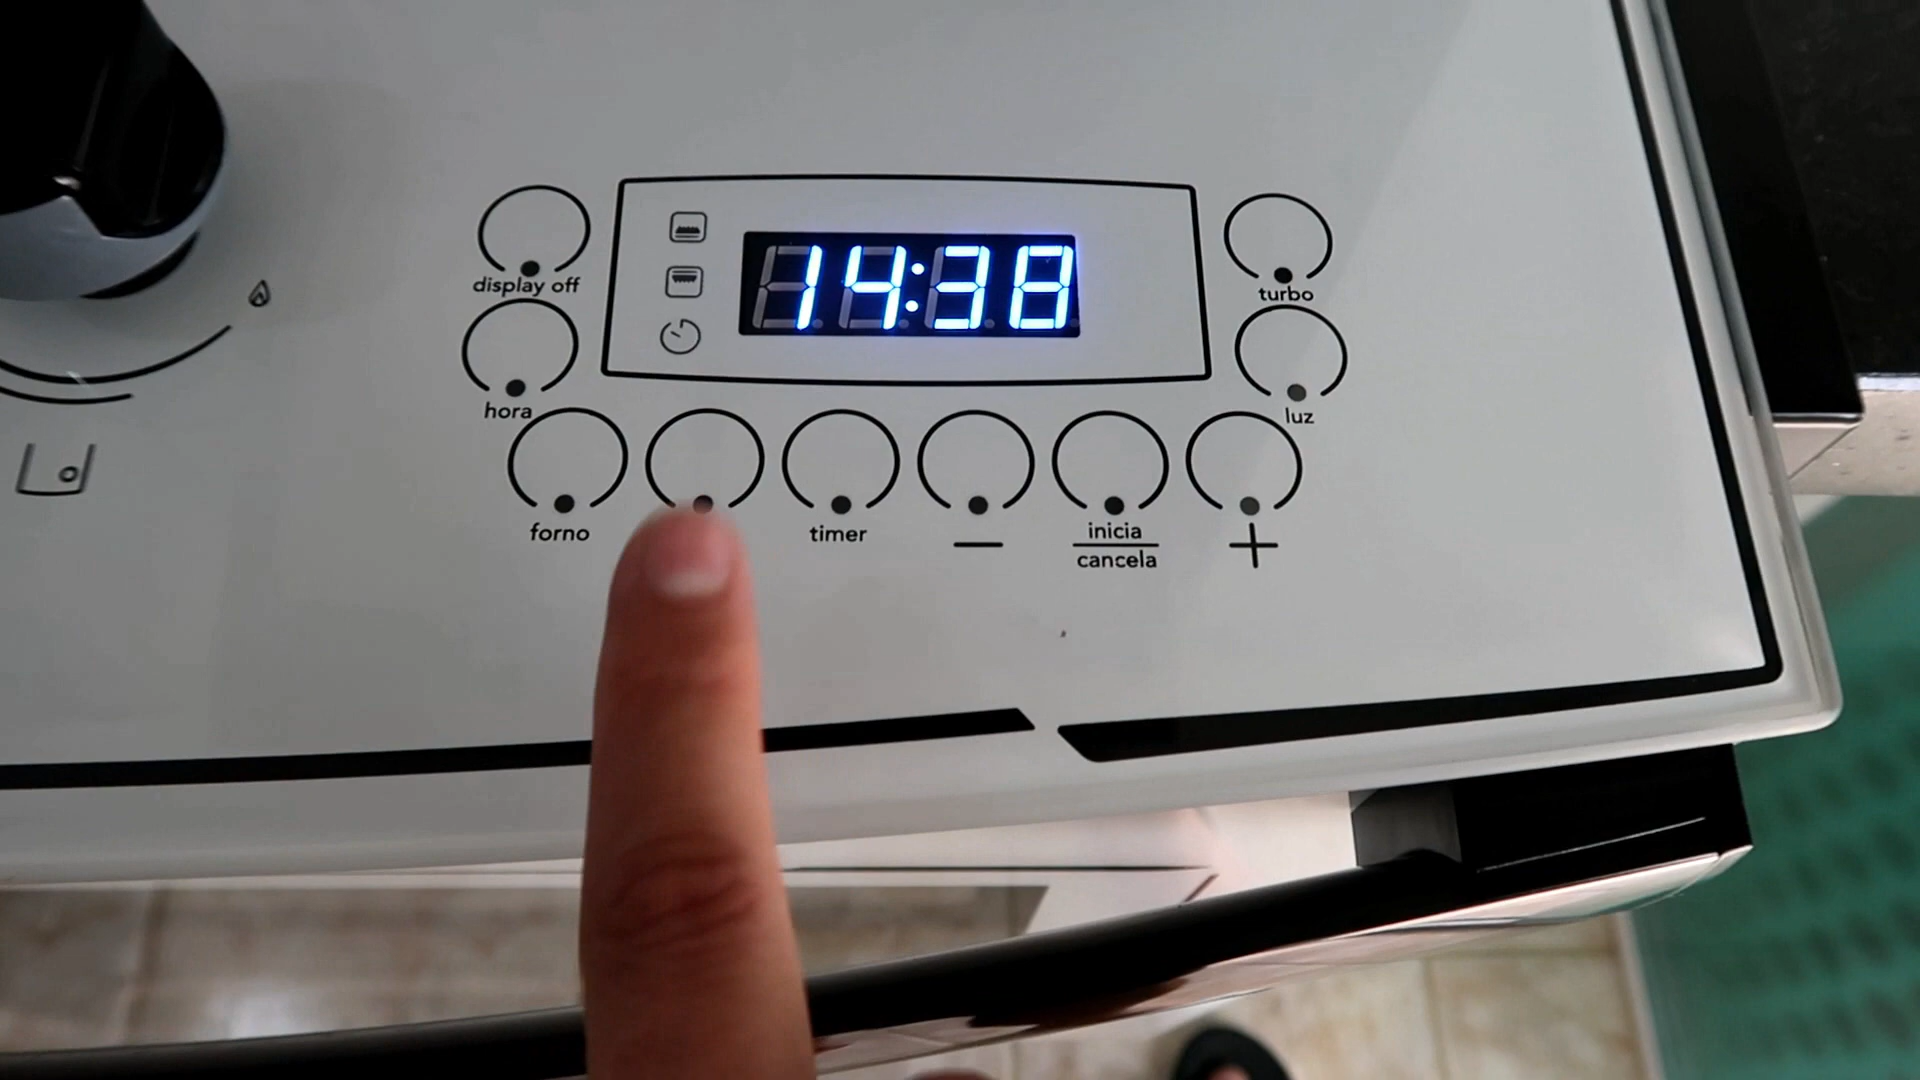 14:38
display off
turbo
hora
luz
forno
timer
—
inicia
cancela
+